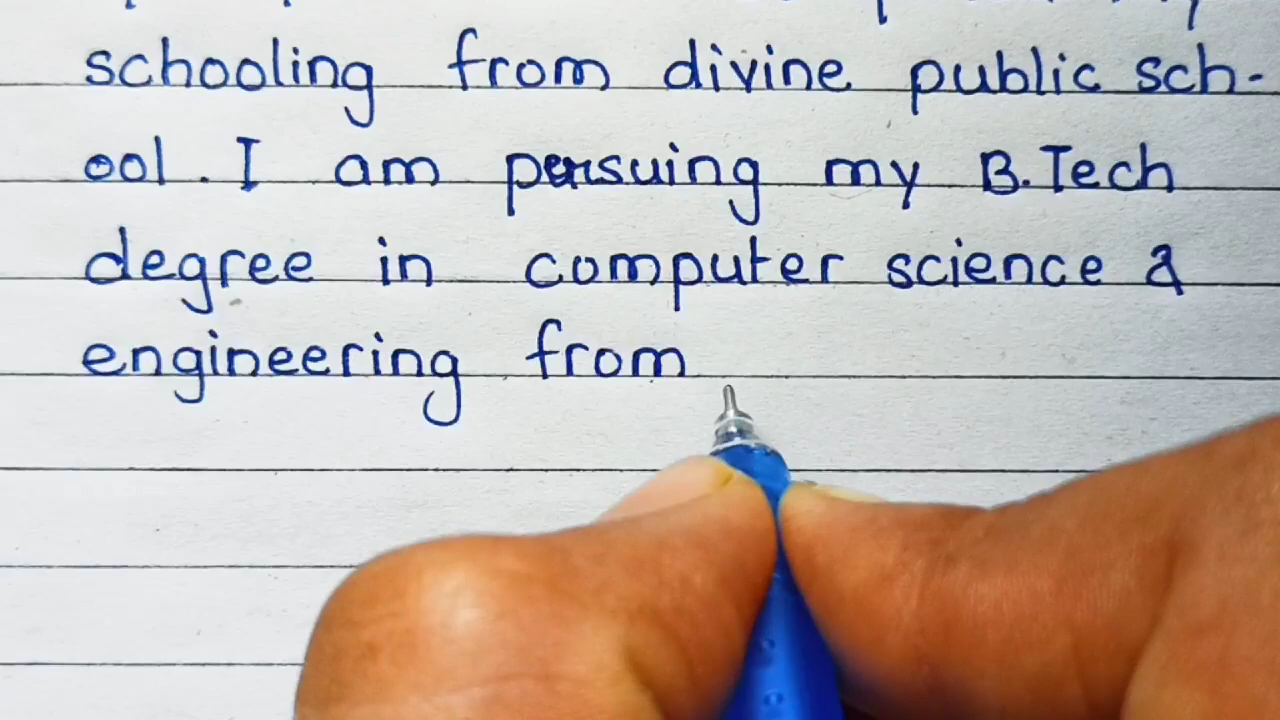 schooling from divine public sch-
ool. I am persuing my B.Tech
degree in computer science &
engineering from